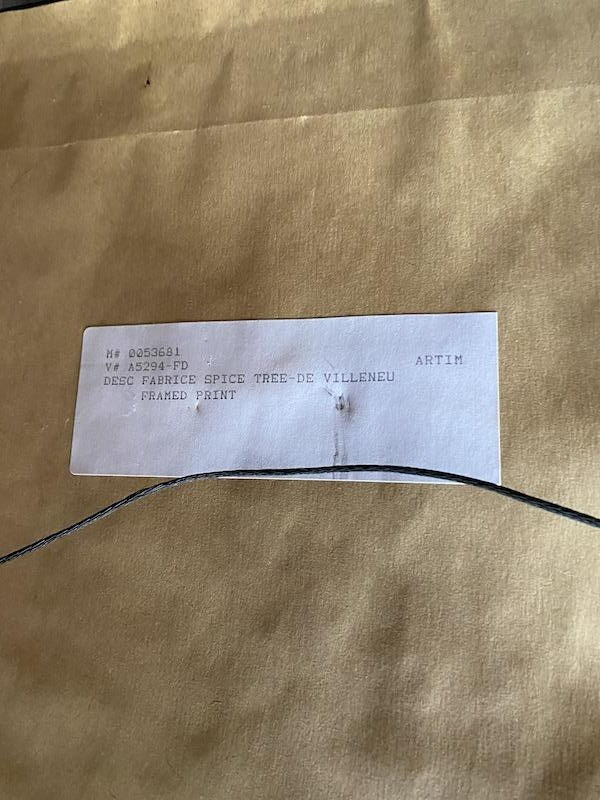 M# 0053681
V# A5294-FD ARTIM
DESC FABRICE SPICE TREE-DE VILLENEU
FRAMED PRINT